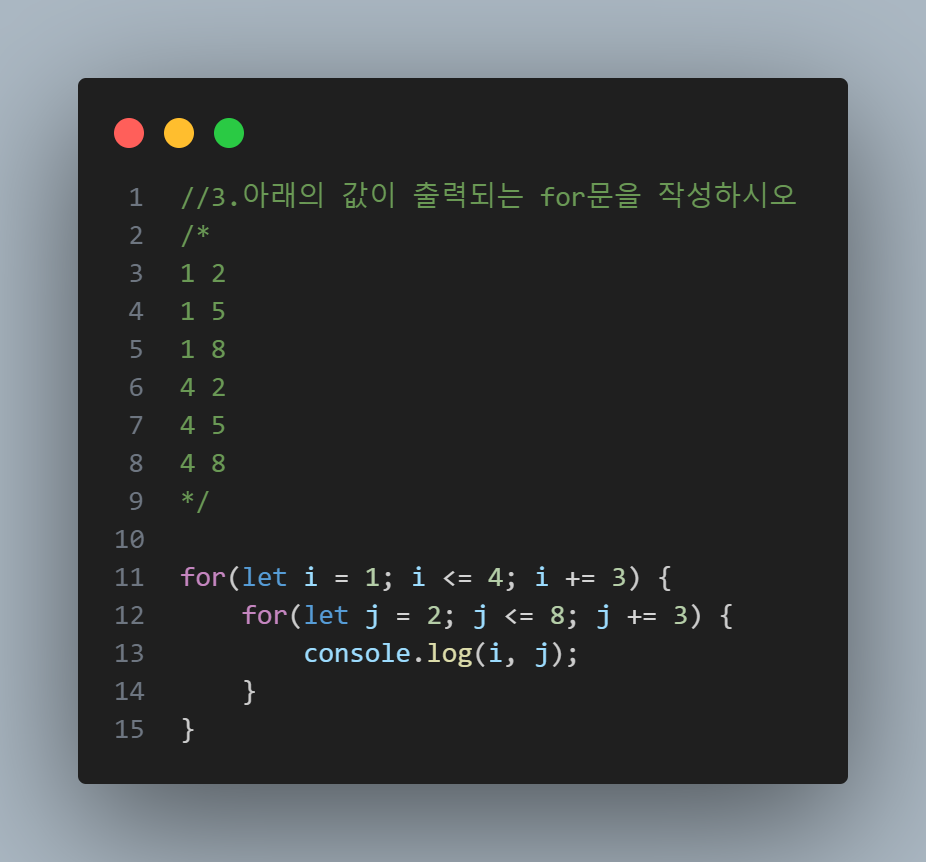 1 //3.아래의 값이 출력되는 for문을 작성하시오
2 /*
3 1 2
4 1 5
5 1 8
6 4 2
7 4 5
8 4 8
9 */
10
11 for(let i = 1; i <= 4; i += 3) {
12     for(let j = 2; j <= 8; j += 3) {
13         console.log(i, j);
14     }
15 }